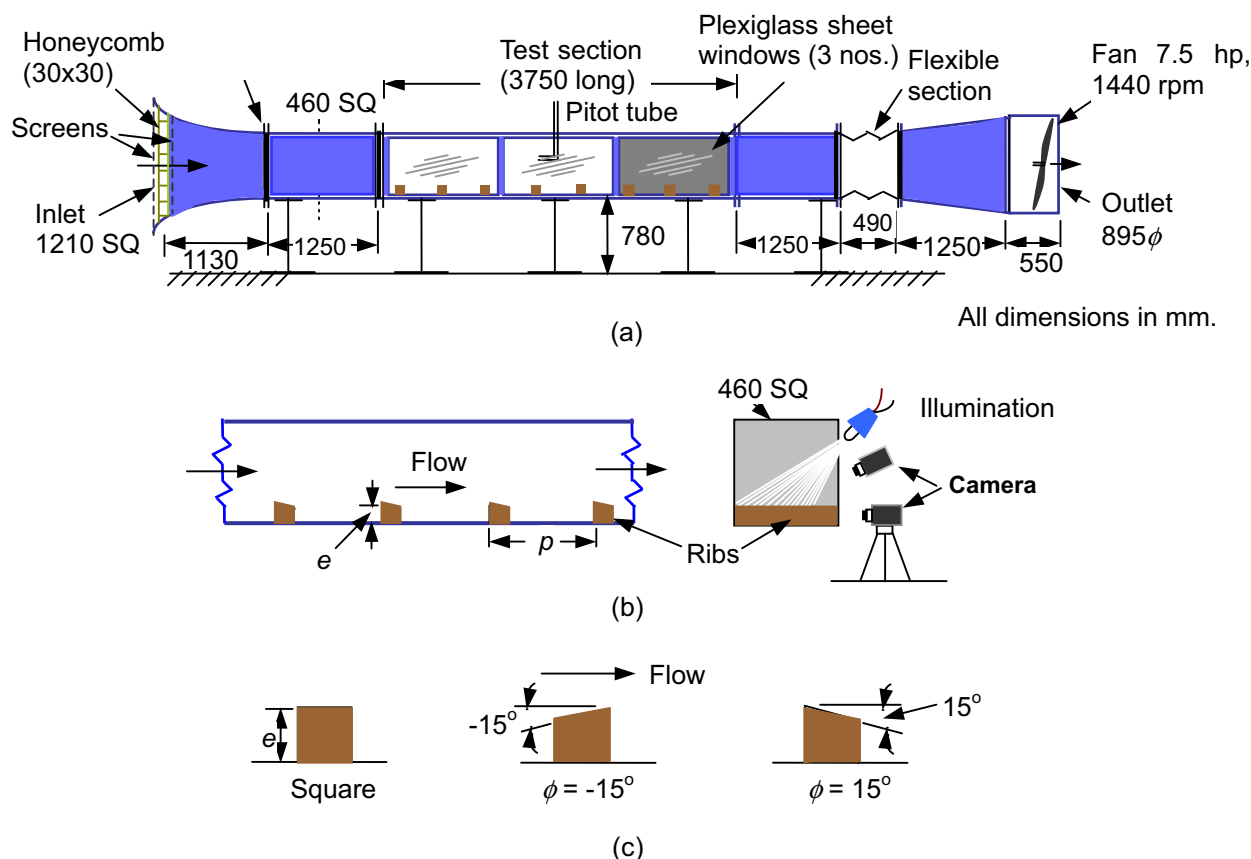 Honeycomb
(30x30)
Screens
Inlet
1210 SQ
460 SQ
Test section
(3750 long)
Pitot tube
Plexiglass sheet
windows (3 nos.)
Flexible
section
Fan 7.5 hp,
1440 rpm
Outlet
895ϕ
1130
1250
780
1250
490
1250
550
(a)
All dimensions in mm.
460 SQ
Illumination
Flow
Camera
e
p
Ribs
(b)
Flow
e
-15°
15°
Square
ϕ = -15°
ϕ = 15°
(c)